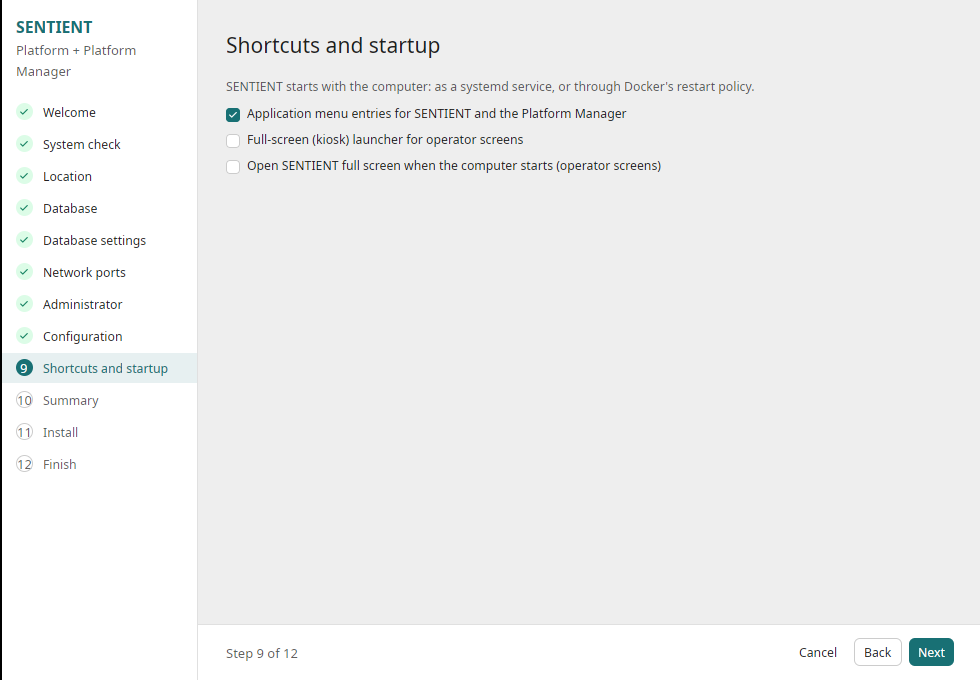 SENTIENT
Platform + Platform
Manager
Welcome
System check
Location
Database
Database settings
Network ports
Administrator
Configuration
9 Shortcuts and startup
10 Summary
11 Install
12 Finish
Shortcuts and startup
SENTIENT starts with the computer: as a systemd service, or through Docker's restart policy.
Application menu entries for SENTIENT and the Platform Manager
Full-screen (kiosk) launcher for operator screens
Open SENTIENT full screen when the computer starts (operator screens)
Step 9 of 12
Cancel Back Next